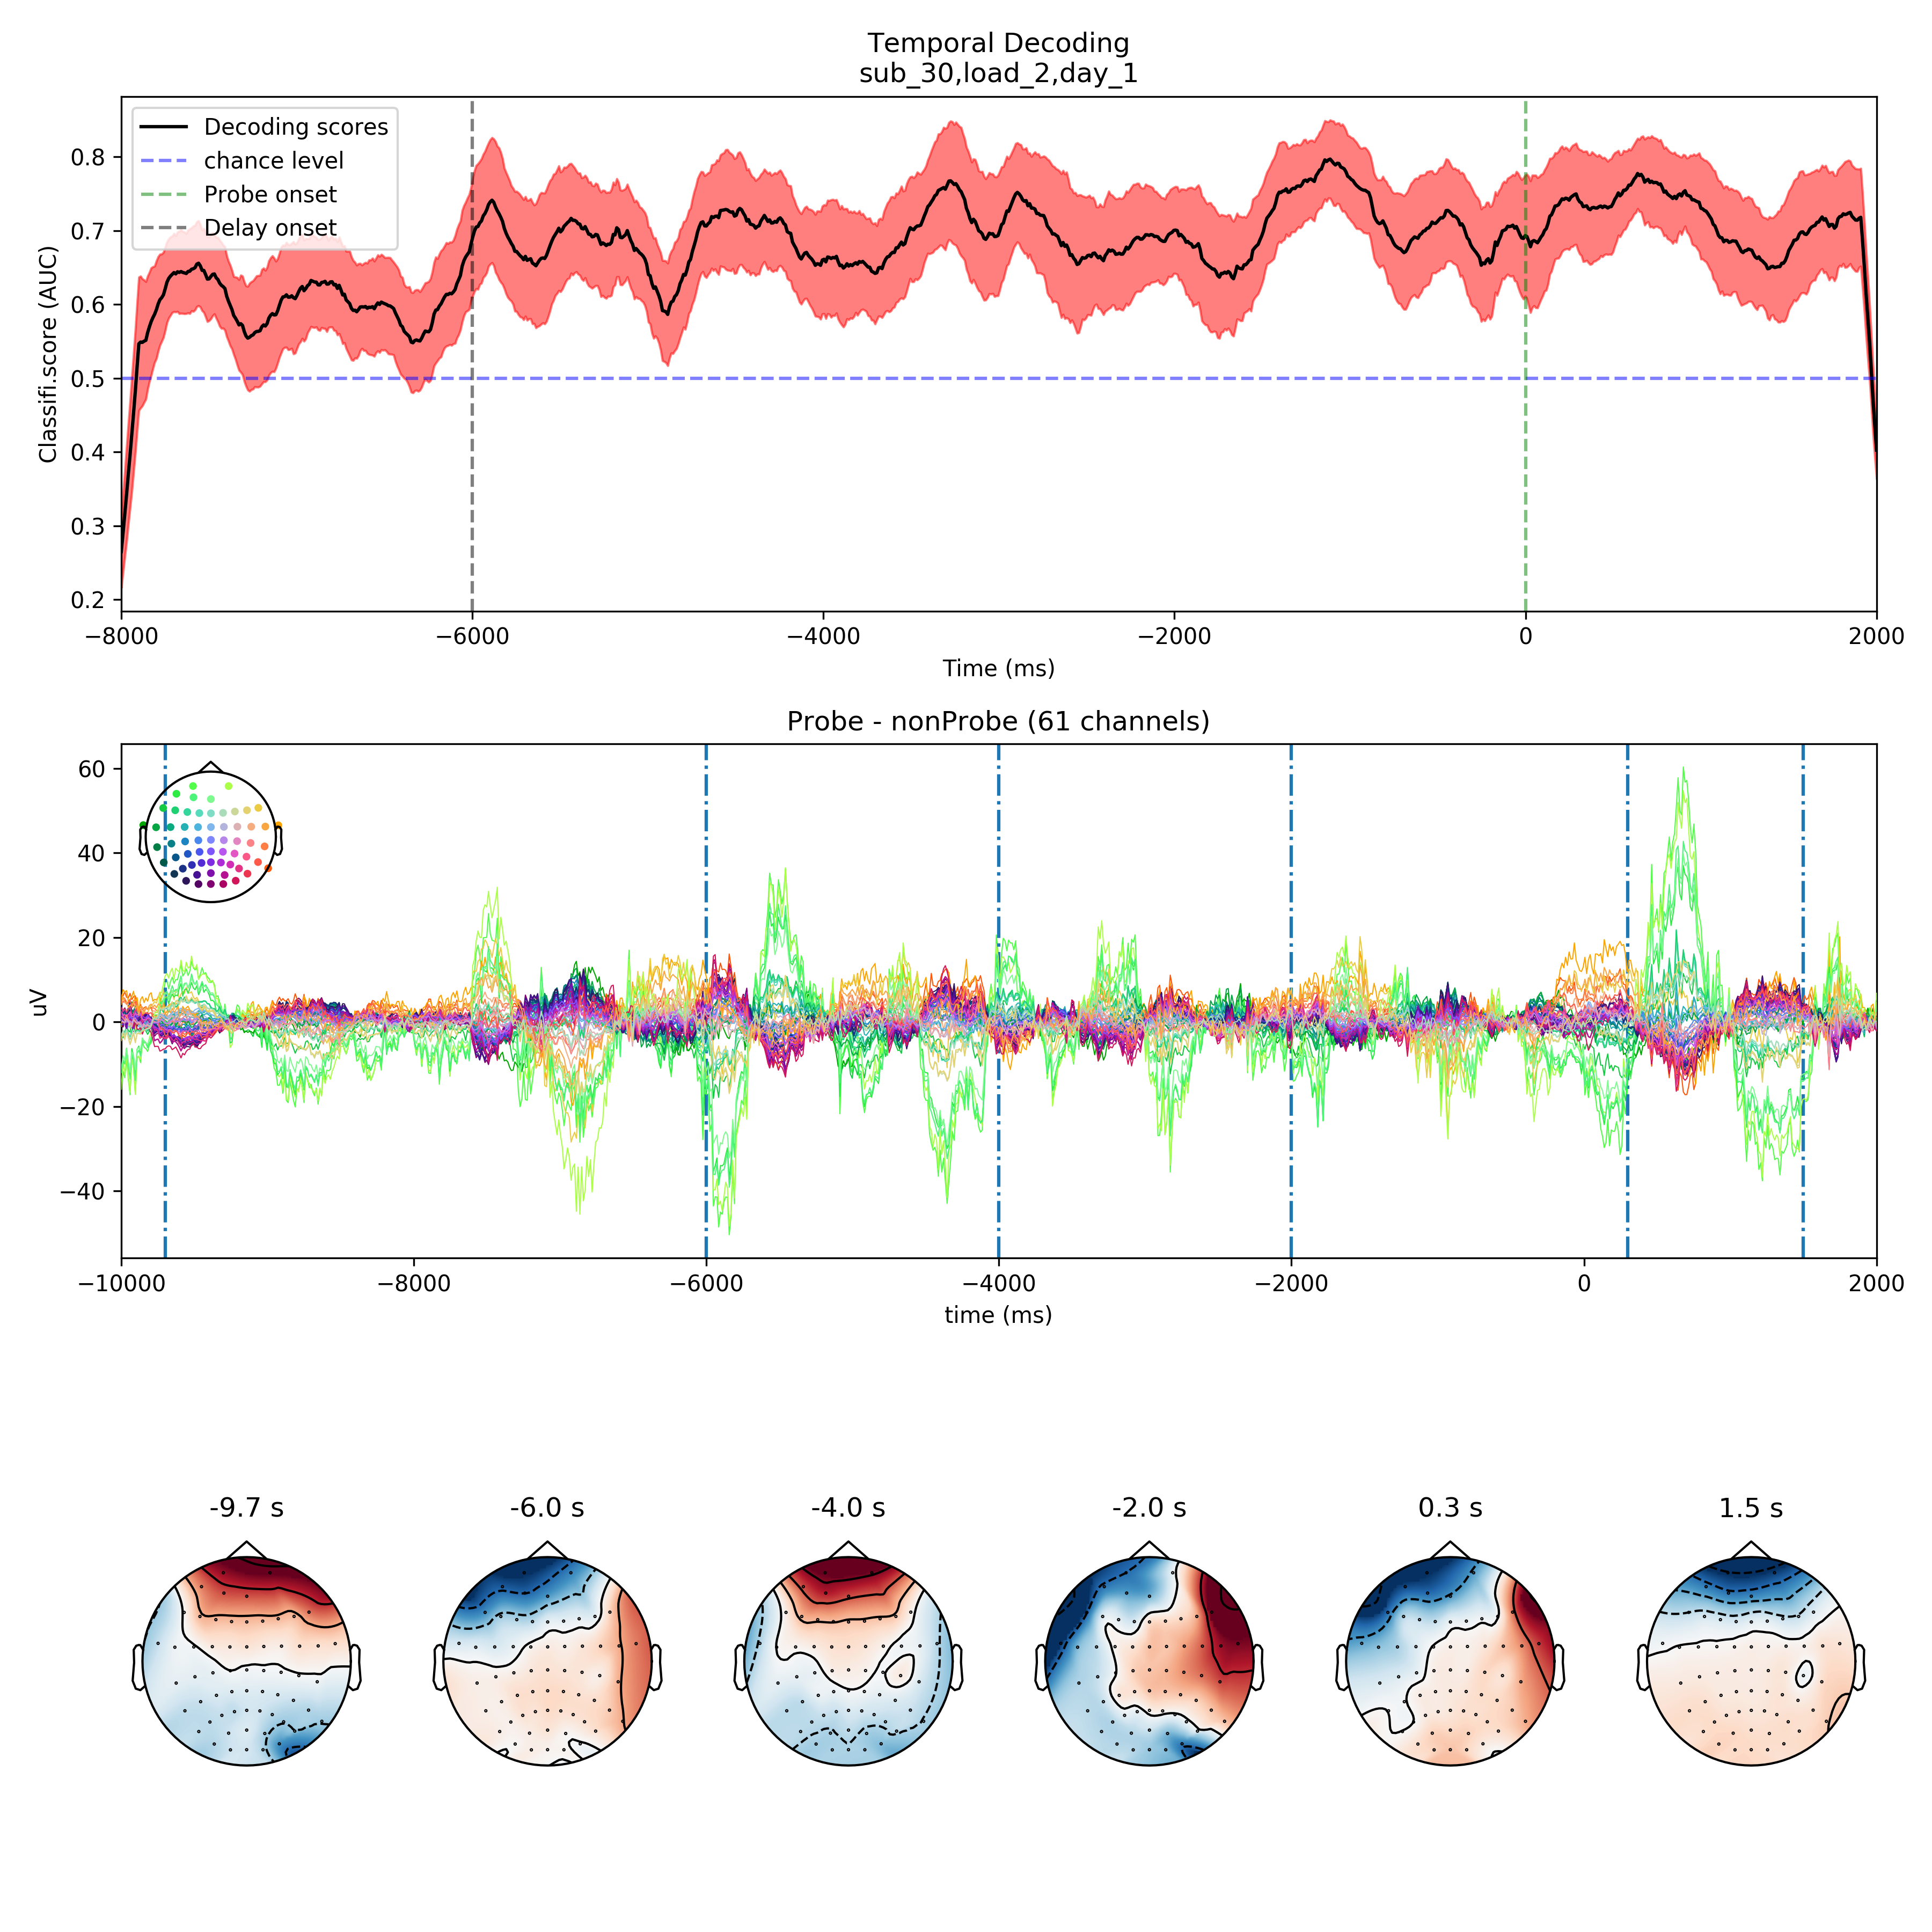 Temporal Decoding
sub_30,load_2,day_1
Decoding scores
chance level
Probe onset
Delay onset
Classifi.score (AUC)
0.8
0.7
0.6
0.5
0.4
0.3
0.2
−8000 −6000 −4000 −2000 0 2000
Time (ms)
Probe - nonProbe (61 channels)
uV
60
40
20
0
−20
−40
−10000 −8000 −6000 −4000 −2000 0 2000
time (ms)
-9.7 s -6.0 s -4.0 s -2.0 s 0.3 s 1.5 s